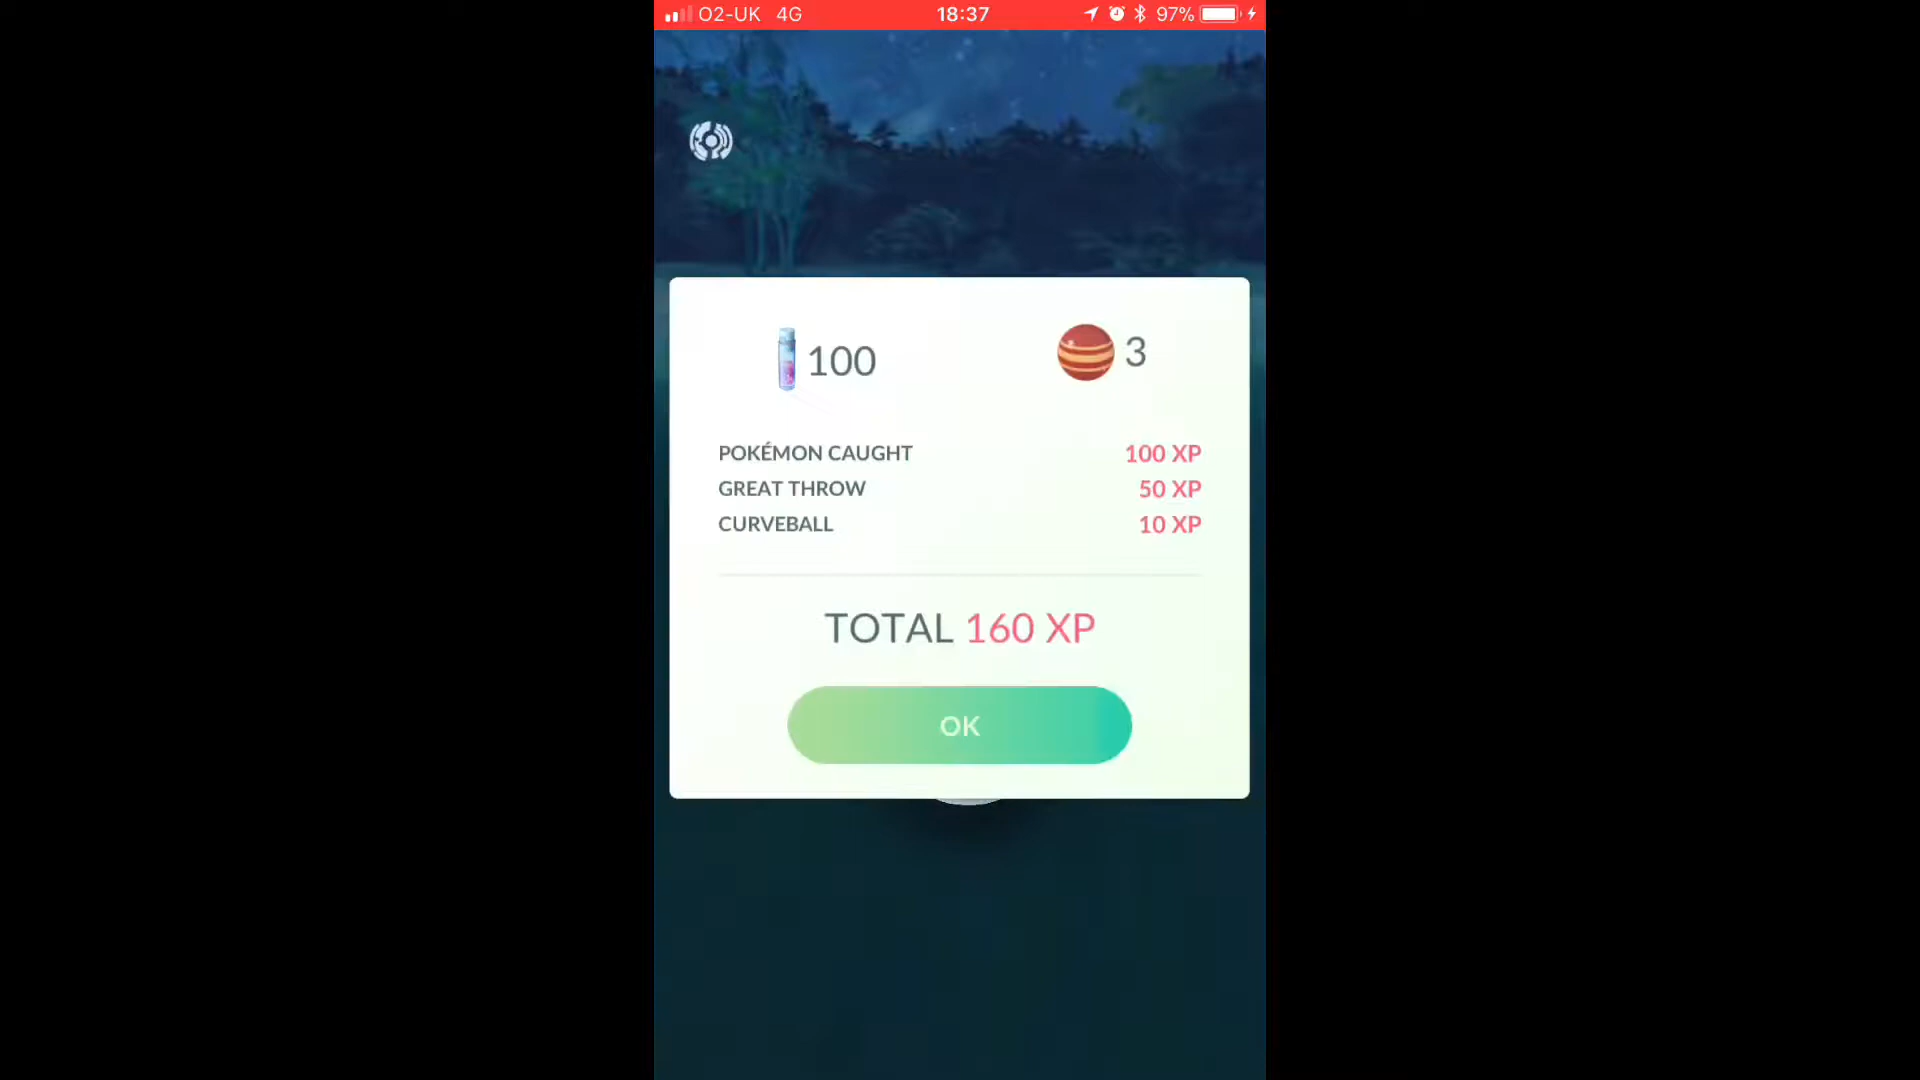 O2-UK 4G 18:37 97%
100 3
POKÉMON CAUGHT 100 XP
GREAT THROW 50 XP
CURVEBALL 10 XP
TOTAL 160 XP
OK